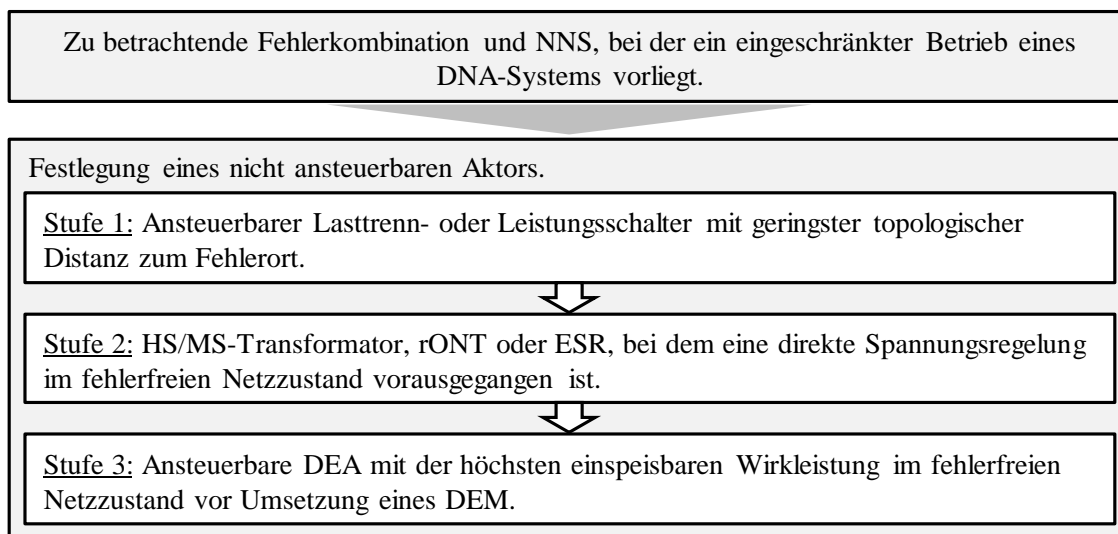 Zu betrachtende Fehlerkombination und NNS, bei der ein eingeschränkter Betrieb eines
DNA-Systems vorliegt.
Festlegung eines nicht ansteuerbaren Aktors.
Stufe 1: Ansteuerbarer Lasttrenn- oder Leistungsschalter mit geringster topologischer
Distanz zum Fehlerort.
Stufe 2: HS/MS-Transformator, rONT oder ESR, bei dem eine direkte Spannungsregelung
im fehlerfreien Netzzustand vorausgegangen ist.
Stufe 3: Ansteuerbare DEA mit der höchsten einspeisbaren Wirkleistung im fehlerfreien
Netzzustand vor Umsetzung eines DEM.